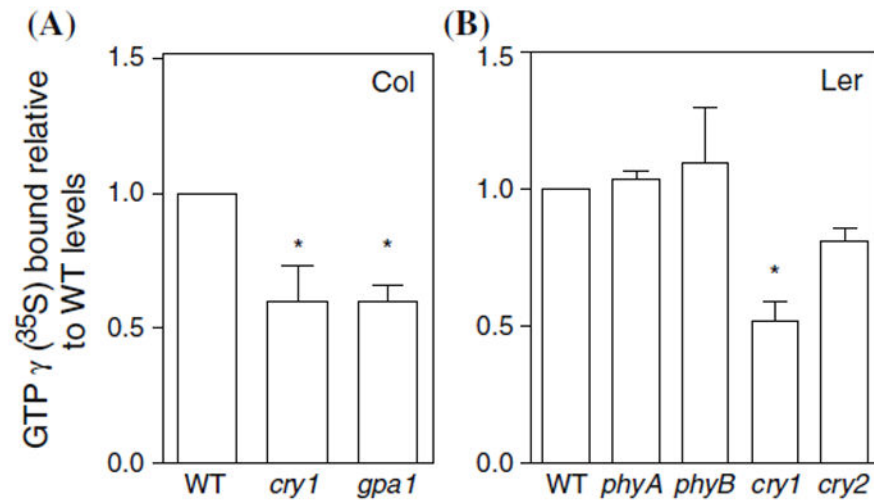 (A)
(B)
GTP γ (³⁵S) bound relative
to WT levels
1.5
1.0
0.5
0.0
Col
*
*
WT cry1 gpa1
1.5
1.0
0.5
0.0
Ler
*
WT phyA phyB cry1 cry2